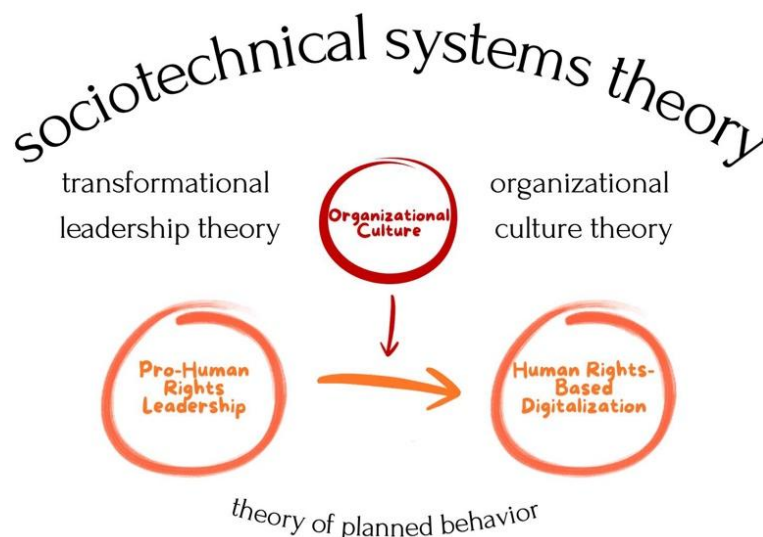 sociotechnical systems theory
transformational
leadership theory
Organizational
Culture
organizational
culture theory
Pro-Human
Rights
Leadership
Human Rights-
Based
Digitalization
theory of planned behavior